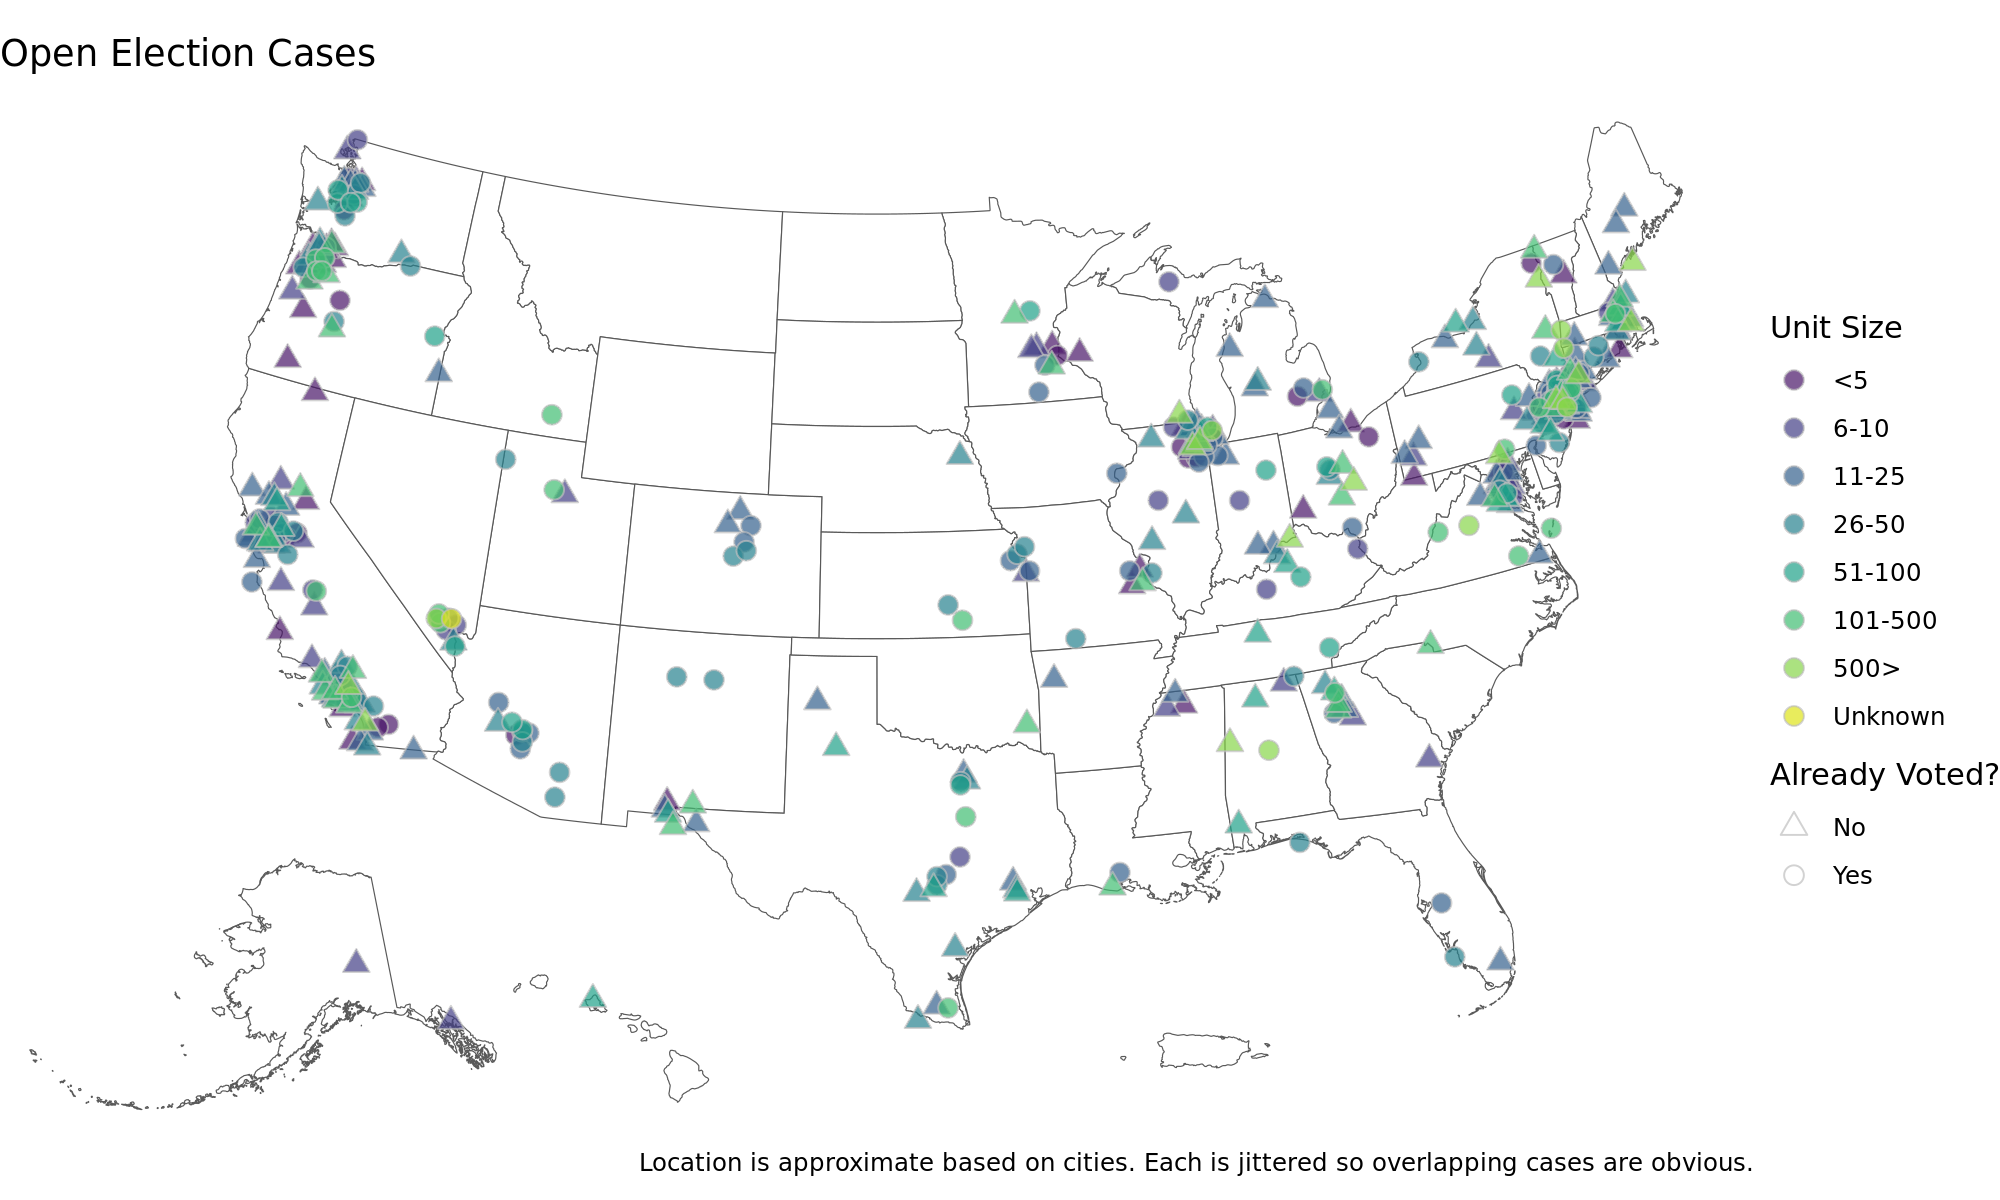 Open Election Cases
Unit Size
<5
6-10
11-25
26-50
51-100
101-500
500>
Unknown
Already Voted?
No
Yes
Location is approximate based on cities. Each is jittered so overlapping cases are obvious.